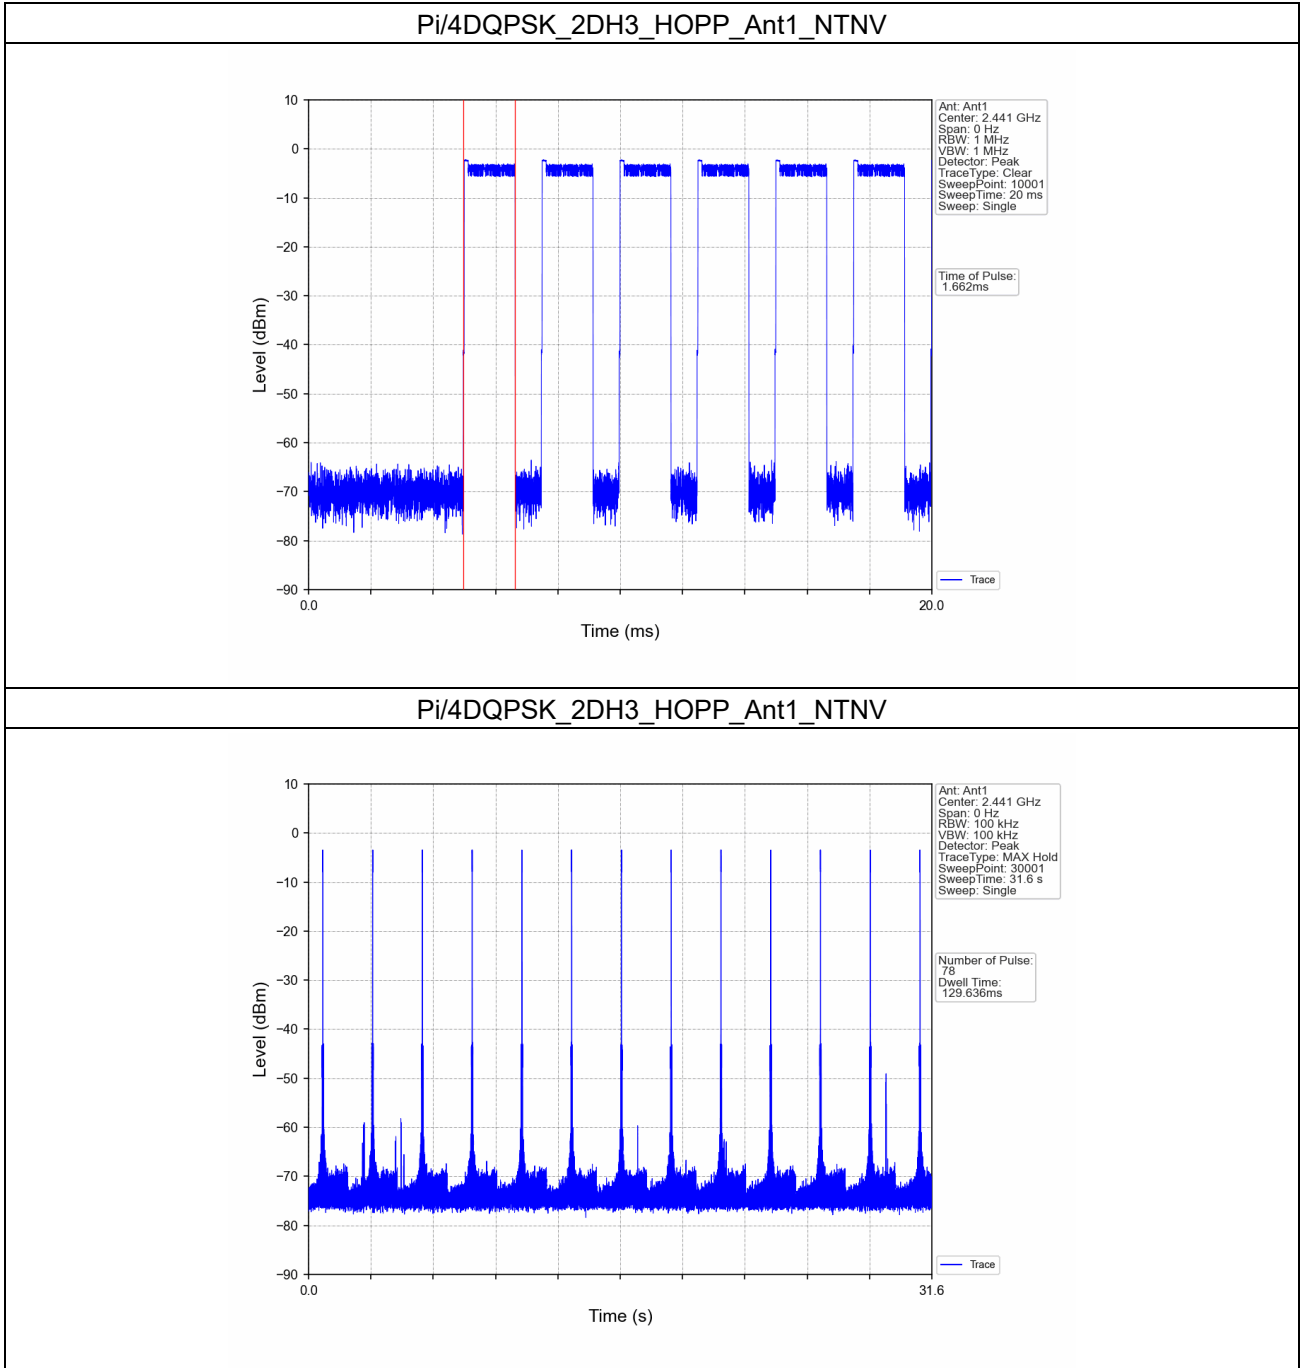 Pi/4DQPSK_2DH3_HOPP_Ant1_NTNV
10
0
−10
−20
−30
−40
−50
−60
−70
−80
−90
Level (dBm)
0.0
20.0
Time (ms)
Ant: Ant1
Center: 2.441 GHz
Span: 0 Hz
RBW: 1 MHz
VBW: 1 MHz
Detector: Peak
TraceType: Clear
SweepPoint: 10001
SweepTime: 20 ms
Sweep: Single
Time of Pulse:
1.662ms
Trace
Pi/4DQPSK_2DH3_HOPP_Ant1_NTNV
10
0
−10
−20
−30
−40
−50
−60
−70
−80
−90
Level (dBm)
0.0
31.6
Time (s)
Ant: Ant1
Center: 2.441 GHz
Span: 0 Hz
RBW: 100 kHz
VBW: 100 kHz
Detector: Peak
TraceType: MAX Hold
SweepPoint: 30001
SweepTime: 31.6 s
Sweep: Single
Number of Pulse:
78
Dwell Time:
129.636ms
Trace